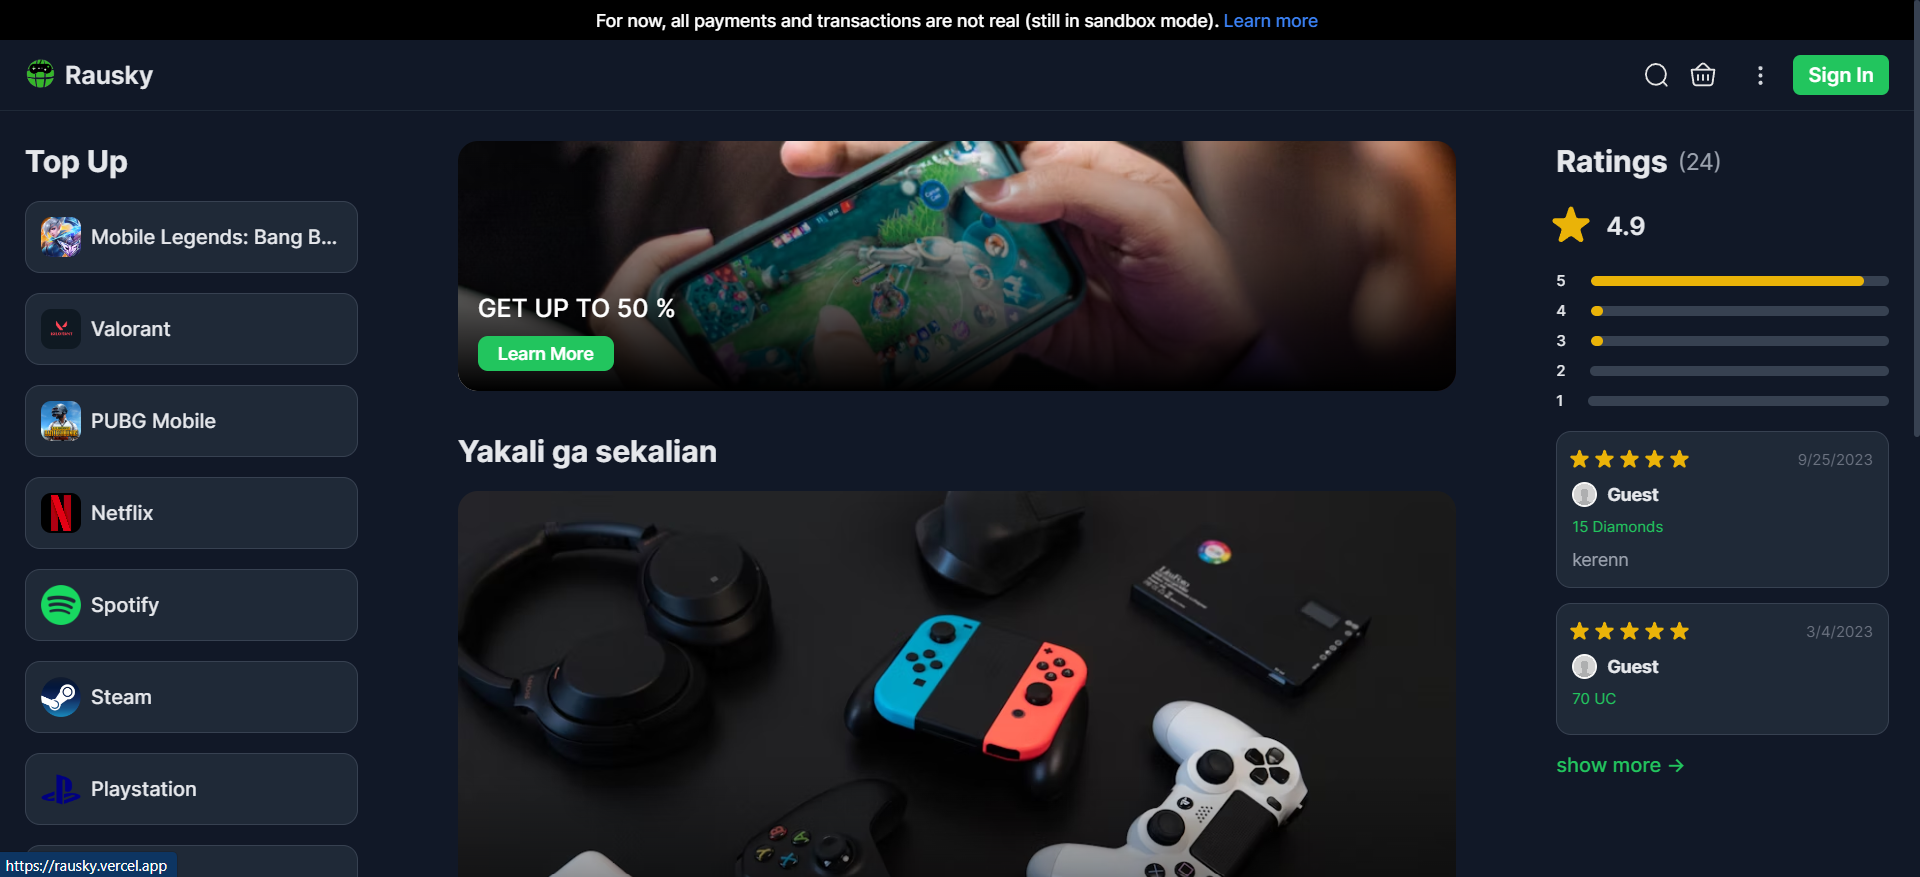 For now, all payments and transactions are not real (still in sandbox mode). Learn more
Rausky
Sign In
Top Up
Mobile Legends: Bang B...
Valorant
PUBG Mobile
Netflix
Spotify
Steam
Playstation
GET UP TO 50 %
Learn More
Yakali ga sekalian
Ratings (24)
4.9
5
4
3
2
1
9/25/2023
Guest
15 Diamonds
kerenn
3/4/2023
Guest
70 UC
show more →
https://rausky.vercel.app